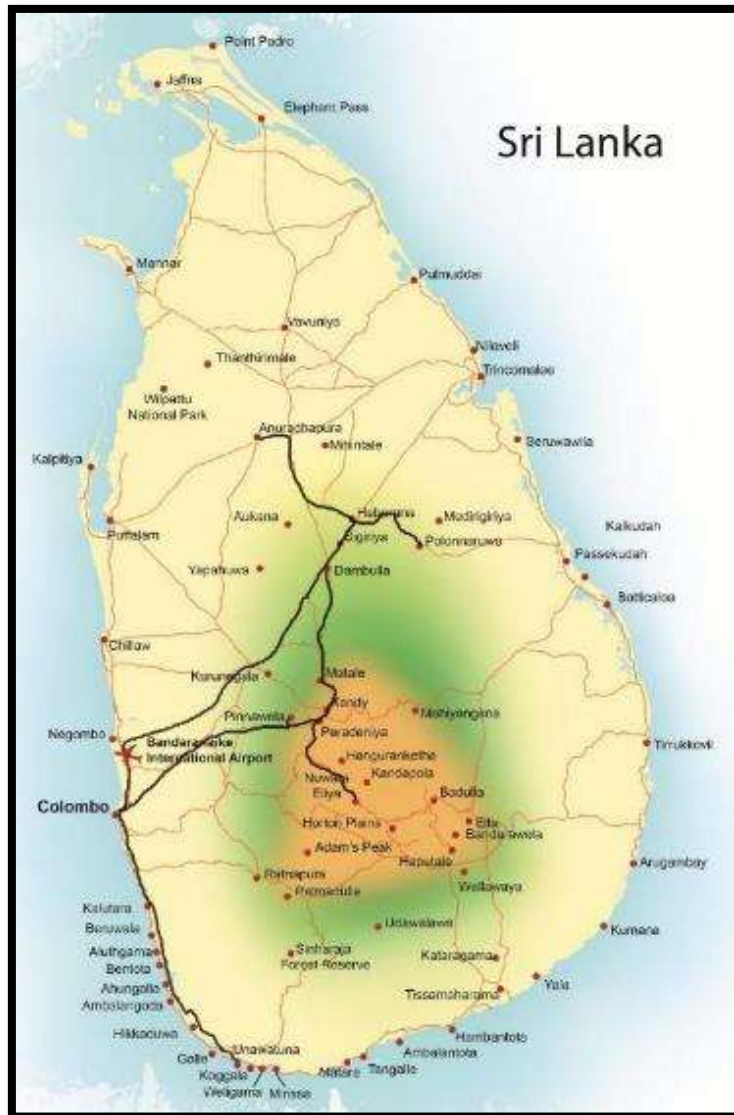 Point Pedro
Jaffna
Elephant Pass
Sri Lanka
Mannar
Pulmuddai
Vavuniya
Nilaveli
Thanthirimale
Trincomalee
Wilpattu
National Park
Anuradhapura
Mihintale
Kalpitiya
Habarana
Aukana
Medirigiriya
Kalkudah
Puttalam
Sigiriya
Polonnaruwa
Passekudah
Yapahuwa
Dambulla
Chillaw
Kurunegala
Matale
Kandy
Mahiyangana
Pinnawela
Peradeniya
Negombo
Bandaranaike
International Airport
Hanguranketha
Kandapola
Nuwara
Eliya
Badulla
Colombo
Horton Plains
Ella
Bandarawela
Adam's Peak
Haputale
Arugambay
Ratnapura
Wellawaya
Kalutara
Udawalawe
Kumana
Beruwala
Aluthgama
Sinharaja
Forest Reserve
Kataragama
Bentota
Yala
Ahungalla
Tissamaharama
Ambalangoda
Hikkaduwa
Hambantota
Unawatuna
Ambalantota
Galle
Koggala
Matara
Tangalle
Weligama
Mirissa